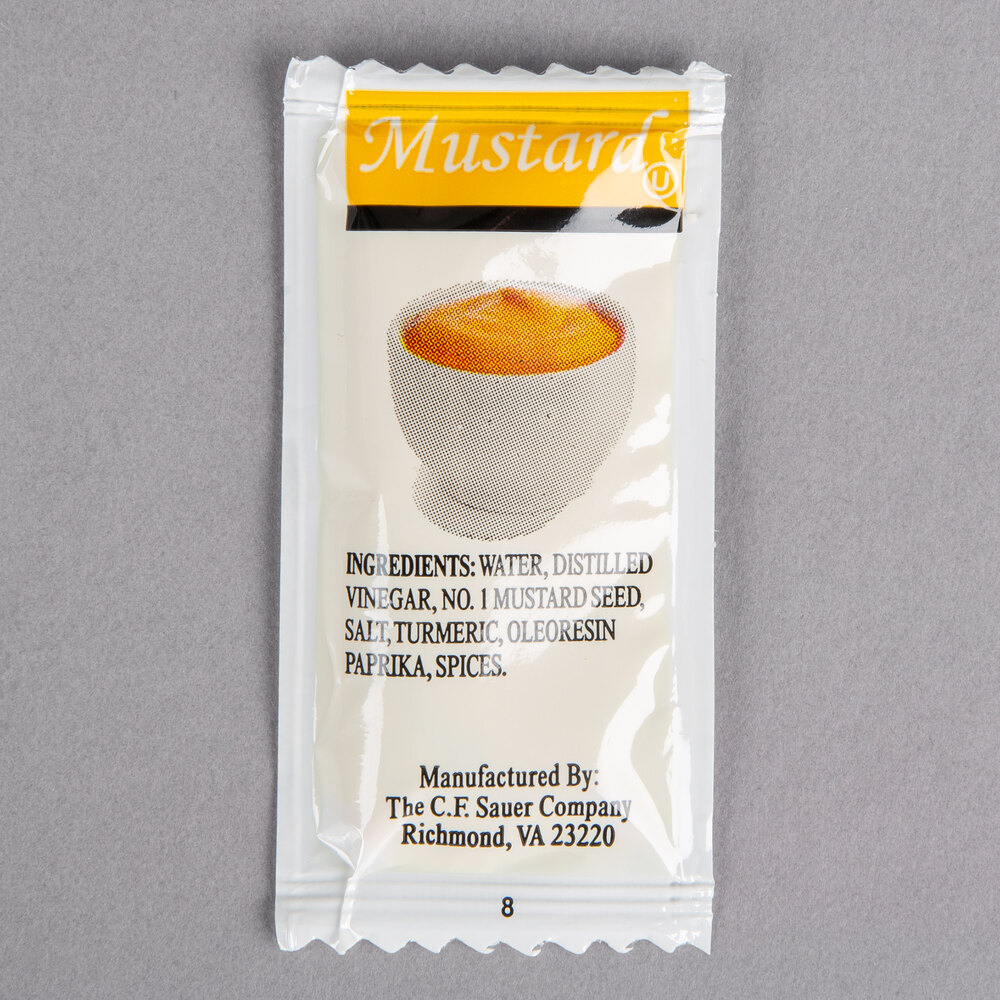 Mustard
U
INGREDIENTS: WATER, DISTILLED
VINEGAR, NO. 1 MUSTARD SEED,
SALT, TURMERIC, OLEORESIN
PAPRIKA, SPICES.
Manufactured By:
The C.F. Sauer Company
Richmond, VA 23220
8